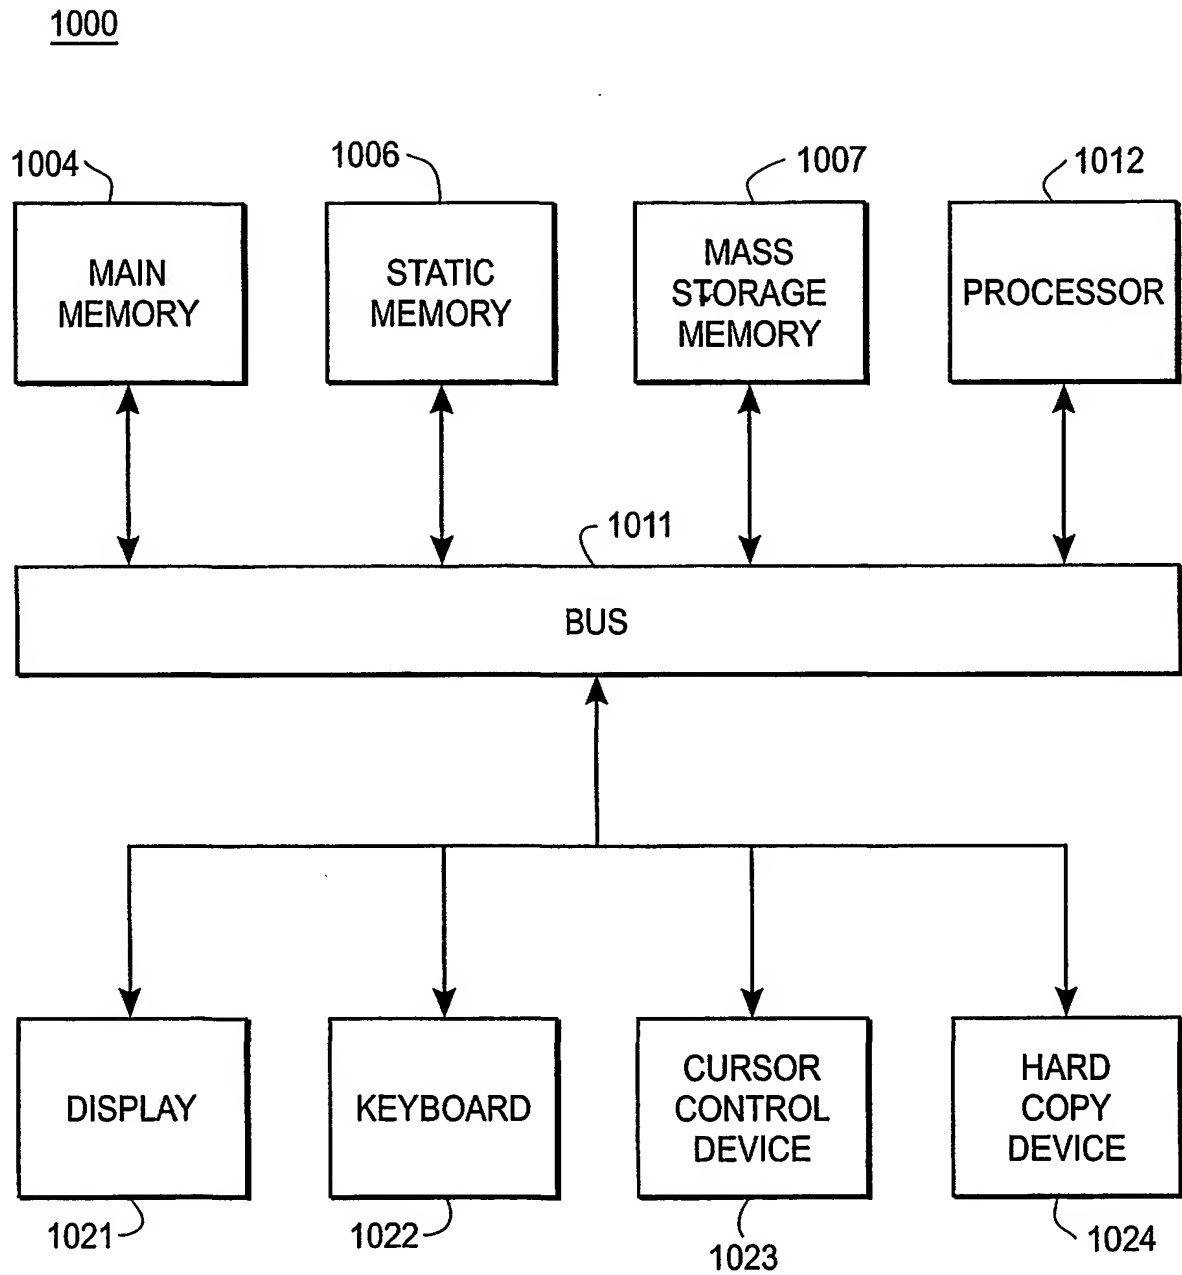 1000
1004
1006
1007
1012
MAIN
MEMORY
STATIC
MEMORY
MASS
STORAGE
MEMORY
PROCESSOR
1011
BUS
DISPLAY
KEYBOARD
CURSOR
CONTROL
DEVICE
HARD
COPY
DEVICE
1021
1022
1023
1024